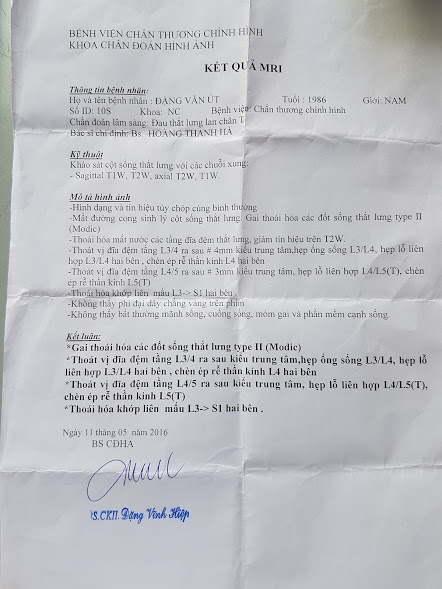 BỆNH VIỆN CHẤN THƯƠNG CHỈNH HÌNH
KHOA CHẨN ĐOÁN HÌNH ẢNH
KẾT QUẢ MRI
Thông tin bệnh nhân:
Họ và tên bệnh nhân : ĐẶNG VĂN ÚT Tuổi : 1986 Giới: NAM
Số ID: 10S Khoa: NC Bệnh viện: Chấn thương chỉnh hình
Chẩn đoán lâm sàng: Đau thắt lưng lan chân T
Bác sĩ chỉ định: Bs. HOÀNG THANH HÀ
Kỹ thuật
Khảo sát cột sống thắt lưng với các chuỗi xung:
- Sagittal T1W, T2W, axial T2W, T1W.
Mô tả hình ảnh
-Hình dạng và tín hiệu tủy chóp cùng bình thường
- Mất đường cong sinh lý cột sống thắt lưng. Gai thoái hóa các đốt sống thắt lưng type II
(Modic)
-Thoái hóa mất nước các tầng đĩa đệm thắt lưng, giảm tín hiệu trên T2W.
-Thoát vị đĩa đệm tầng L3/4 ra sau # 4mm kiểu trung tâm,hẹp ống sống L3/L4, hẹp lỗ liên
hợp L3/L4 hai bên , chèn ép rễ thần kinh L4 hai bên
-Thoát vị đĩa đệm tầng L4/5 ra sau # 3mm kiểu trung tâm, hẹp lỗ liên hợp L4/L5(T), chèn
ép rễ thần kinh L5(T)
-Thoái hóa khớp liên mấu L3-> S1 hai bên .
-Không thấy phì đại dây chằng vàng trên phim
-Không thấy bất thường mãnh sống, cuống sống, mỏm gai và phần mềm cạnh sống.
Kết luận:
*Gai thoái hóa các đốt sống thắt lưng type II (Modic)
*Thoát vị đĩa đệm tầng L3/4 ra sau kiểu trung tâm,hẹp ống sống L3/L4, hẹp lỗ
liên hợp L3/L4 hai bên , chèn ép rễ thần kinh L4 hai bên
*Thoát vị đĩa đệm tầng L4/5 ra sau kiểu trung tâm, hẹp lỗ liên hợp L4/L5(T),
chèn ép rễ thần kinh L5(T)
*Thoái hóa khớp liên mấu L3-> S1 hai bên .
Ngày 11 tháng 05 năm 2016
BS CĐHA
BS.CKII. Đặng Vĩnh Hiệp